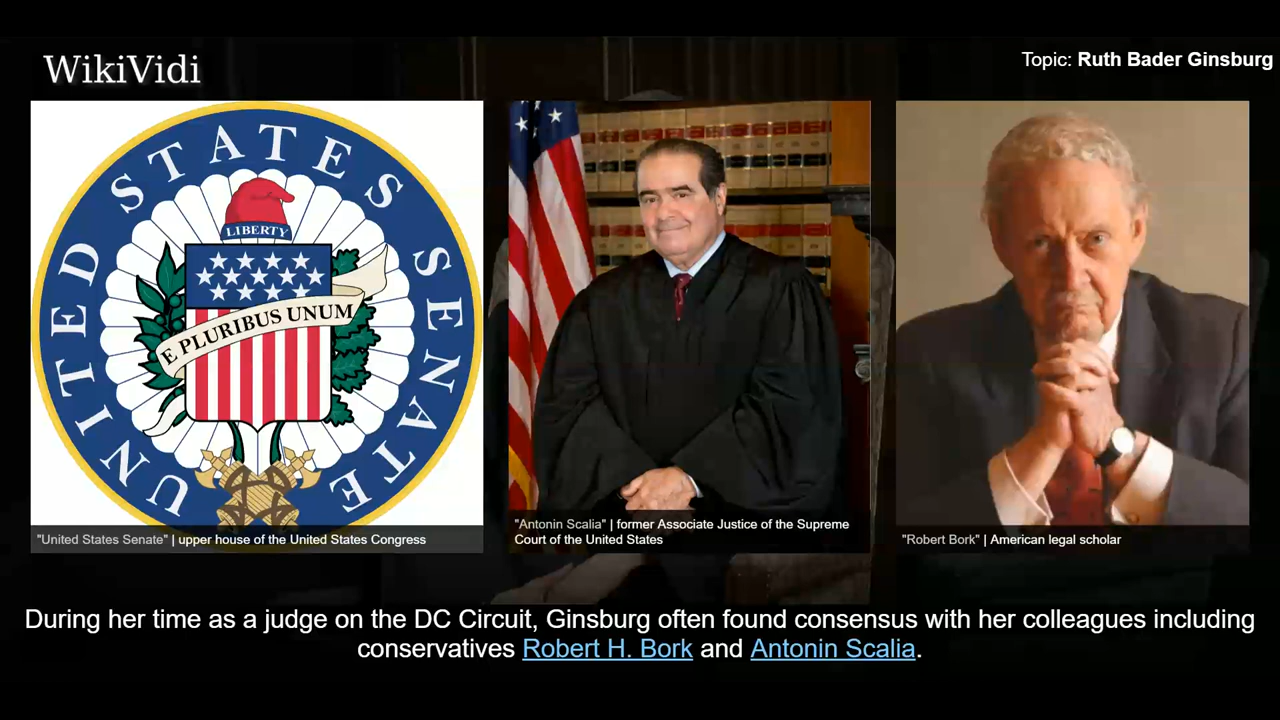 WikiVidi
Topic: Ruth Bader Ginsburg
UNITED STATES SENATE
LIBERTY
E PLURIBUS UNUM
"United States Senate" | upper house of the United States Congress
"Antonin Scalia" | former Associate Justice of the Supreme
Court of the United States
"Robert Bork" | American legal scholar
During her time as a judge on the DC Circuit, Ginsburg often found consensus with her colleagues including
conservatives Robert H. Bork and Antonin Scalia.